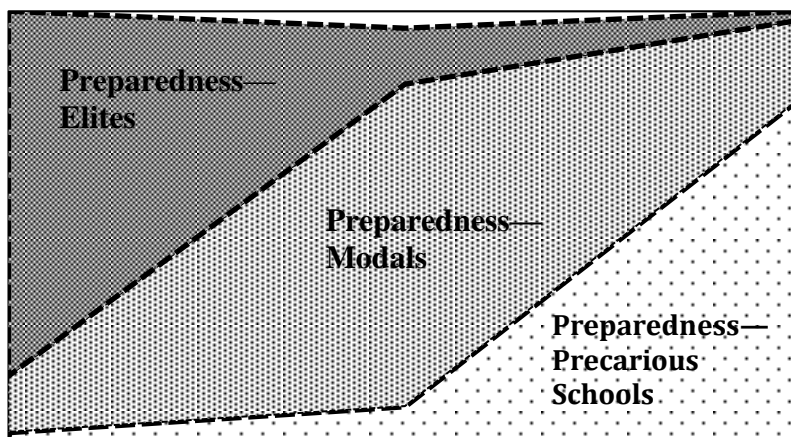 Preparedness—
Elites
Preparedness—
Modals
Preparedness—
Precarious
Schools